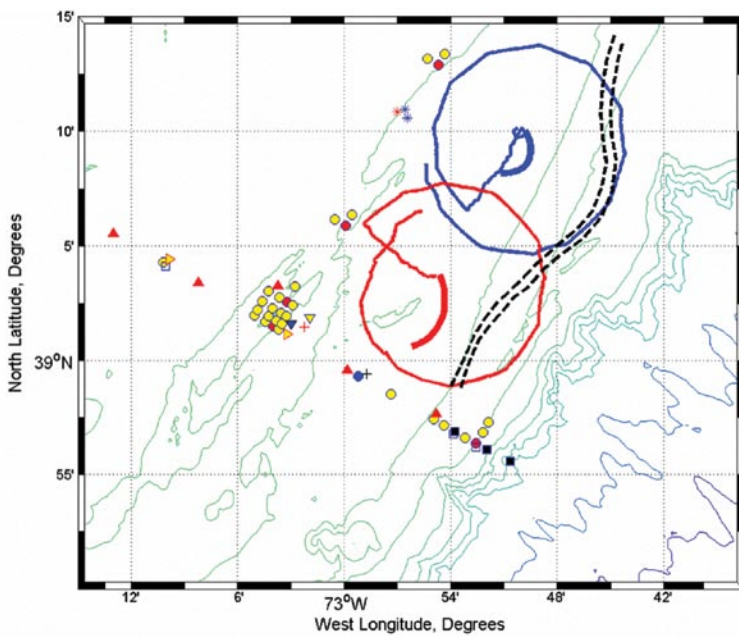 15'
10'
5'
39°N
55'
12'
6'
73°W
54'
48'
42'
North Latitude, Degrees
West Longitude, Degrees